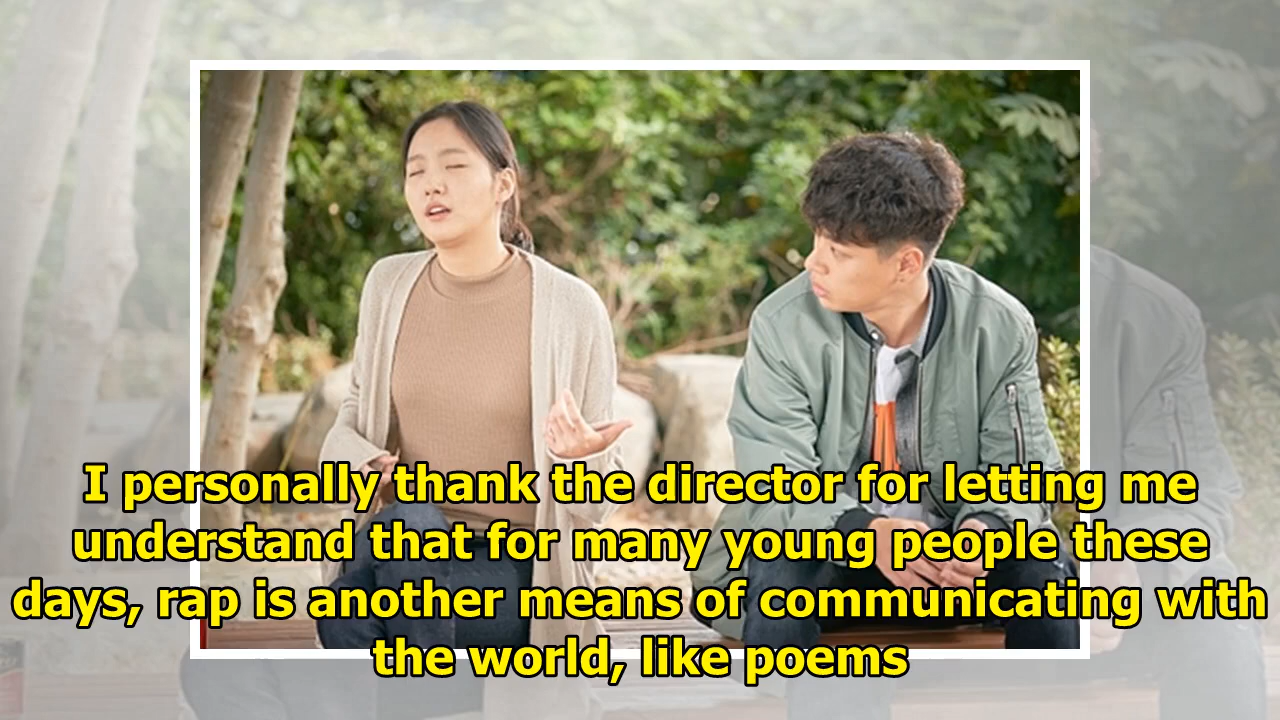 I personally thank the director for letting me
understand that for many young people these
days, rap is another means of communicating with
the world, like poems